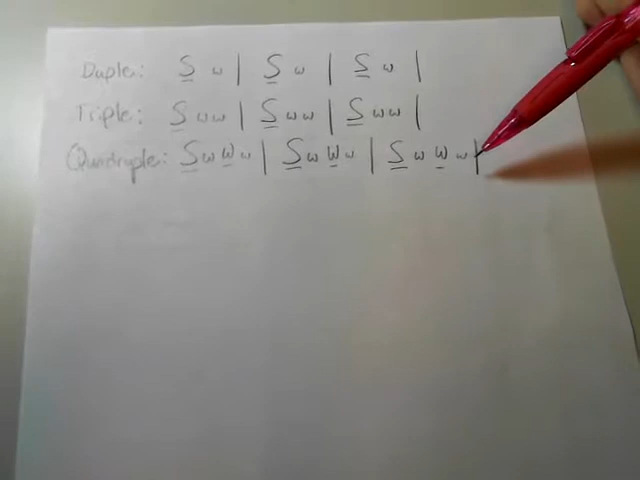 Duple: S w | S w | S w |
Triple: S w w | S w w | S w w |
Quadruple: S w W w | S w W w | S w w w |